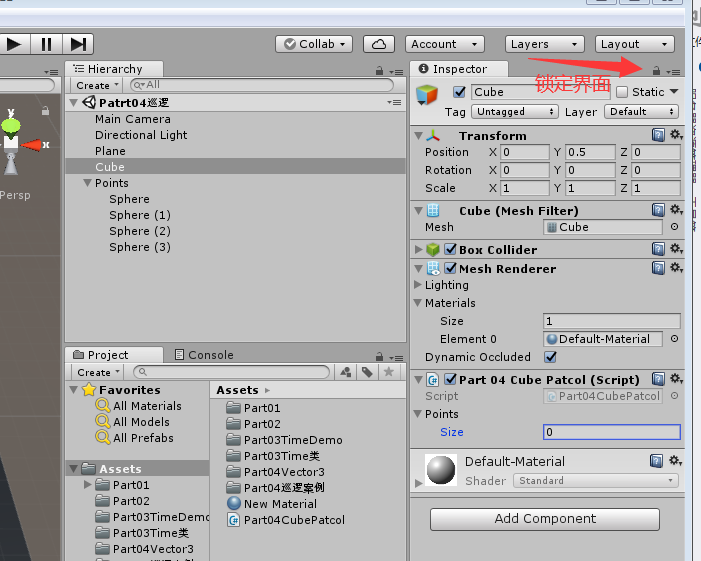 Collab
Account
Layers
Layout
Hierarchy
Create
All
Patrt04巡逻
Main Camera
Directional Light
Plane
Cube
Points
Sphere
Sphere (1)
Sphere (2)
Sphere (3)
y
x
Persp
Inspector
锁定界面
Cube
Static
Tag Untagged Layer Default
Transform
Position X 0 Y 0.5 Z 0
Rotation X 0 Y 0 Z 0
Scale X 1 Y 1 Z 1
Cube (Mesh Filter)
Mesh Cube
Box Collider
Mesh Renderer
Lighting
Materials
Size 1
Element 0 Default-Material
Dynamic Occluded
Part 04 Cube Patcol (Script)
Script Part04CubePatcol
Points
Size 0
Default-Material
Shader Standard
Add Component
Project
Console
Create
Favorites
All Materials
All Models
All Prefabs
Assets
Part01
Part02
Part03TimeDemo
Part03Time类
Part04Vector3
Assets
Part01
Part02
Part03TimeDemo
Part03Time类
Part04Vector3
Part04巡逻案例
New Material
Part04CubePatcol